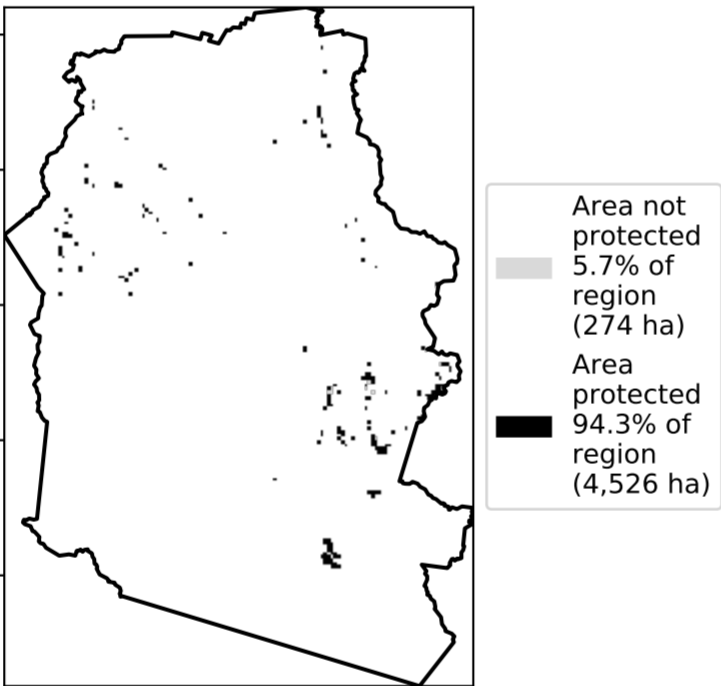 Area not
protected
5.7% of
region
(274 ha)
Area
protected
94.3% of
region
(4,526 ha)